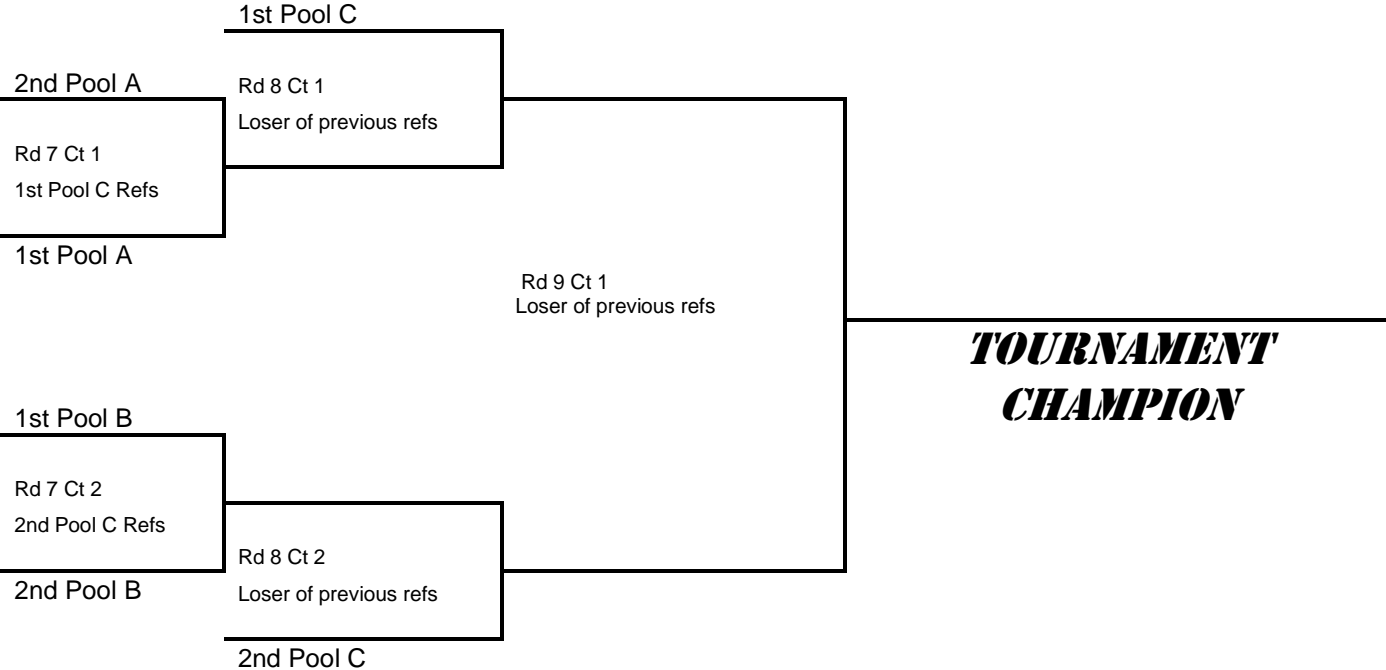 1st Pool C
2nd Pool A
Rd 8 Ct 1
Loser of previous refs
Rd 7 Ct 1
1st Pool C Refs
1st Pool A
Rd 9 Ct 1
Loser of previous refs
TOURNAMENT
CHAMPION
1st Pool B
Rd 7 Ct 2
2nd Pool C Refs
Rd 8 Ct 2
2nd Pool B
Loser of previous refs
2nd Pool C